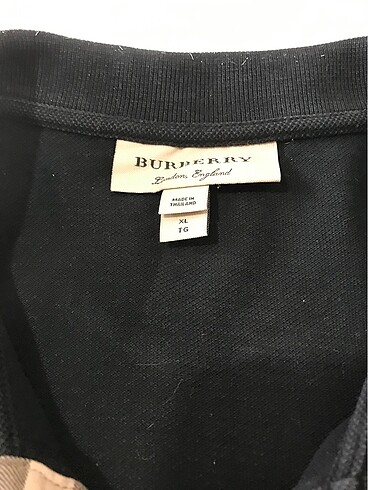 BURBERRY
London, England
MADE IN
THAILAND
XL
TG